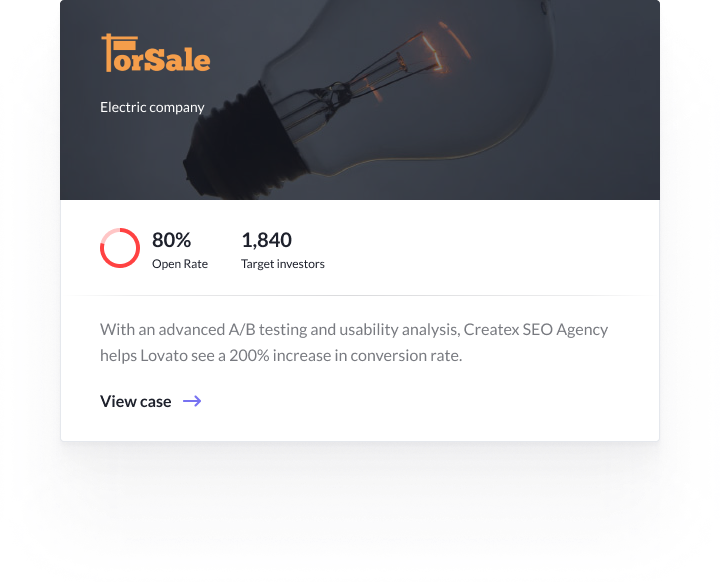 ForSale
Electric company
80%
1,840
Open Rate
Target investors
With an advanced A/B testing and usability analysis, Createx SEO Agency
helps Lovato see a 200% increase in conversion rate.
View case